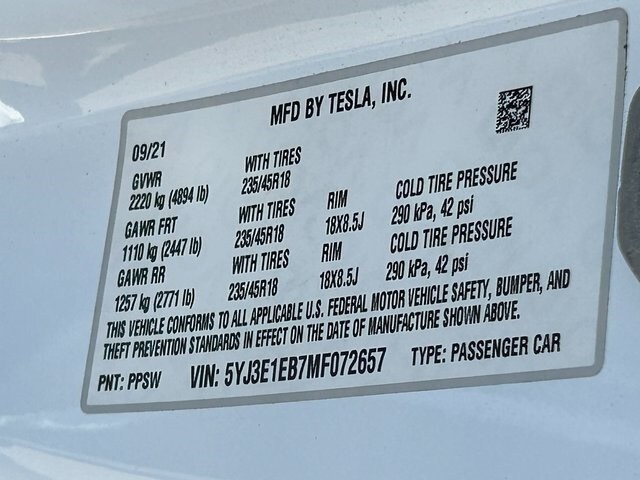 MFD BY TESLA, INC.
09/21
GVWR
2220 kg (4894 lb)
WITH TIRES
235/45R18
GAWR FRT
1110 kg (2447 lb)
WITH TIRES
235/45R18
RIM
18X8.5J
COLD TIRE PRESSURE
290 kPa, 42 psi
GAWR RR
1257 kg (2771 lb)
WITH TIRES
235/45R18
RIM
18X8.5J
COLD TIRE PRESSURE
290 kPa, 42 psi
THIS VEHICLE CONFORMS TO ALL APPLICABLE U.S. FEDERAL MOTOR VEHICLE SAFETY, BUMPER, AND
THEFT PREVENTION STANDARDS IN EFFECT ON THE DATE OF MANUFACTURE SHOWN ABOVE.
PNT: PPSW VIN: 5YJ3E1EB7MF072657 TYPE: PASSENGER CAR